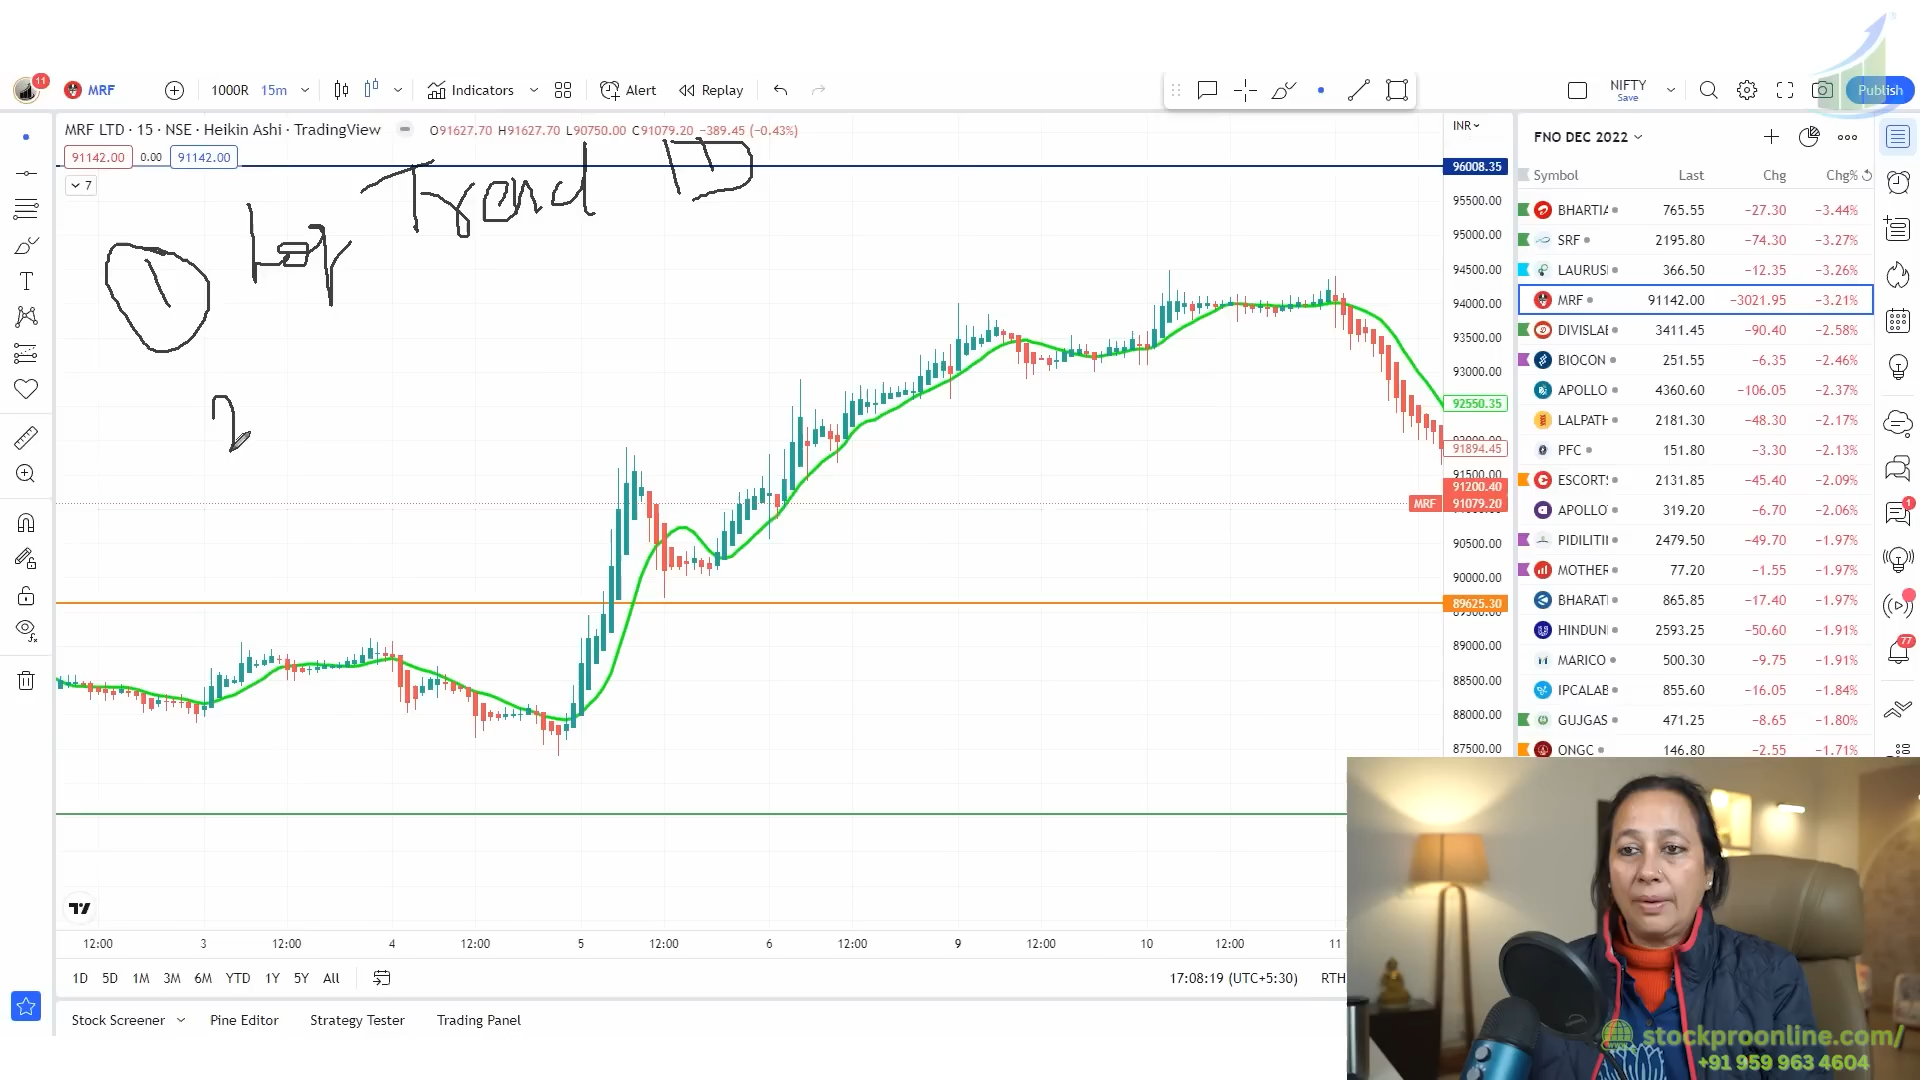 11 MRF 1000R 15m Indicators Alert Replay NIFTY Save Publish
MRF LTD · 15 · NSE · Heikin Ashi · TradingView O91627.70 H91627.70 L90750.00 C91079.20 −389.45 (−0.43%)
91142.00 0.00 91142.00
7
Trend D
1
2
INR
96008.35
95500.00
95000.00
94500.00
94000.00
93500.00
93000.00
92550.35
91894.45
91500.00
91200.40
MRF 91079.20
90500.00
90000.00
89625.30
89000.00
88500.00
88000.00
87500.00
12:00 3 12:00 4 12:00 5 12:00 6 12:00 9 12:00 10 12:00 11
1D 5D 1M 3M 6M YTD 1Y 5Y All 17:08:19 (UTC+5:30) RTH
Stock Screener Pine Editor Strategy Tester Trading Panel
FNO DEC 2022
Symbol Last Chg Chg%
BHARTIA 765.55 −27.30 −3.44%
SRF 2195.80 −74.30 −3.27%
LAURUS 366.50 −12.35 −3.26%
MRF 91142.00 −3021.95 −3.21%
DIVISLAB 3411.45 −90.40 −2.58%
BIOCON 251.55 −6.35 −2.46%
APOLLO 4360.60 −106.05 −2.37%
LALPATH 2181.30 −48.30 −2.17%
PFC 151.80 −3.30 −2.13%
ESCORTS 2131.85 −45.40 −2.09%
APOLLO 319.20 −6.70 −2.06%
PIDILITI 2479.50 −49.70 −1.97%
MOTHER 77.20 −1.55 −1.97%
BHARAT 865.85 −17.40 −1.97%
HINDUN 2593.25 −50.60 −1.91%
MARICO 500.30 −9.75 −1.91%
IPCALAB 855.60 −16.05 −1.84%
GUJGAS 471.25 −8.65 −1.80%
ONGC 146.80 −2.55 −1.71%
1
77
stockproonline.com/
+91 959 963 4604